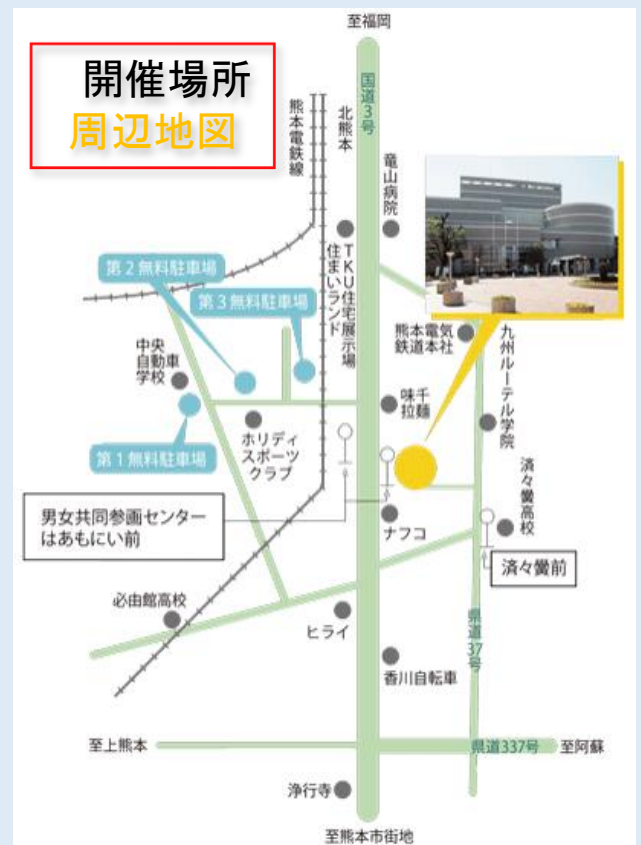 至福岡
開催場所
周辺地図
国道3号
熊本電鉄線
北熊本
竜山病院
第2無料駐車場
TKU住宅展示場
住まいランド
第3無料駐車場
熊本電気
鉄道本社
九州ルーテル学院
中央
自動車
学校
味千
拉麺
ホリディ
スポーツ
クラブ
第1無料駐車場
済々黌高校
男女共同参画センター
はあもにい前
ナフコ
済々黌前
必由館高校
ヒライ
県道37号
香川自転車
至上熊本
県道337号
至阿蘇
浄行寺
至熊本市街地